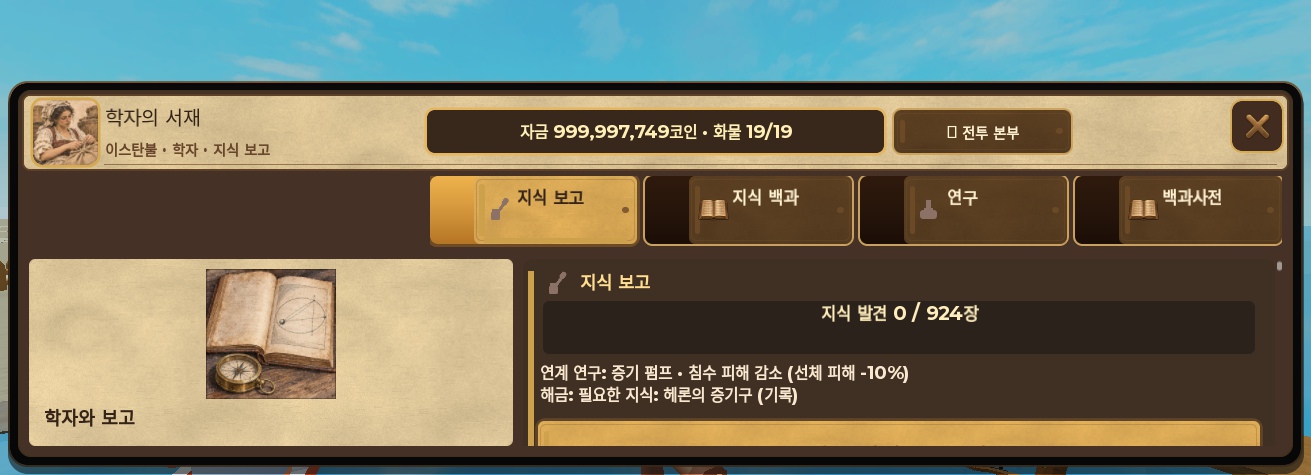 학자의 서재
이스탄불 · 학자 · 지식 보고
자금 999,997,749코인 · 화물 19/19
전투 본부
지식 보고
지식 백과
연구
백과사전
학자와 보고
지식 보고
지식 발견 0 / 924장
연계 연구: 증기 펌프 · 침수 피해 감소 (선체 피해 -10%)
해금: 필요한 지식: 헤론의 증기구 (기록)